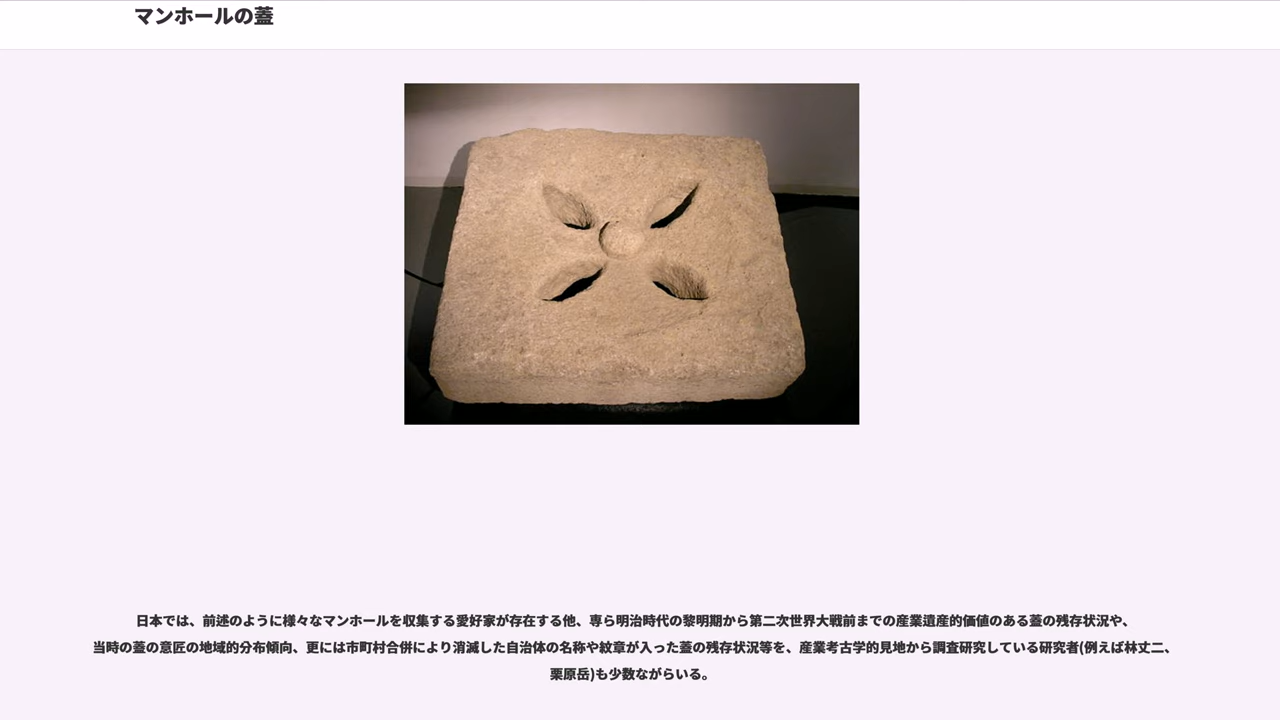 マンホールの蓋
日本では、前述のように様々なマンホールを収集する愛好家が存在する他、専ら明治時代の黎明期から第二次世界大戦前までの産業遺産的価値のある蓋の残存状況や、
当時の蓋の意匠の地域的分布傾向、更には市町村合併により消滅した自治体の名称や紋章が入った蓋の残存状況等を、産業考古学的見地から調査研究している研究者(例えば林丈二、
栗原岳)も少数ながらいる。